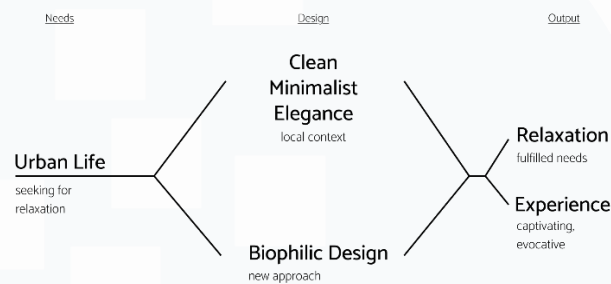 Needs
Design
Output
Clean
Minimalist
Elegance
local context
Urban Life
seeking for
relaxation
Biophilic Design
new approach
Relaxation
fulfilled needs
Experience
captivating,
evocative